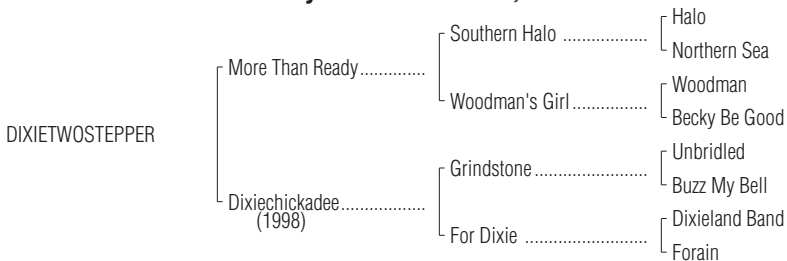 Halo
Southern Halo ..................
Northern Sea
More Than Ready..............
Woodman
Woodman's Girl................
Becky Be Good
DIXIETWOSTEPPER
Unbridled
Grindstone ........................
Buzz My Bell
Dixiechickadee..................
(1998)
Dixieland Band
For Dixie ..........................
Forain